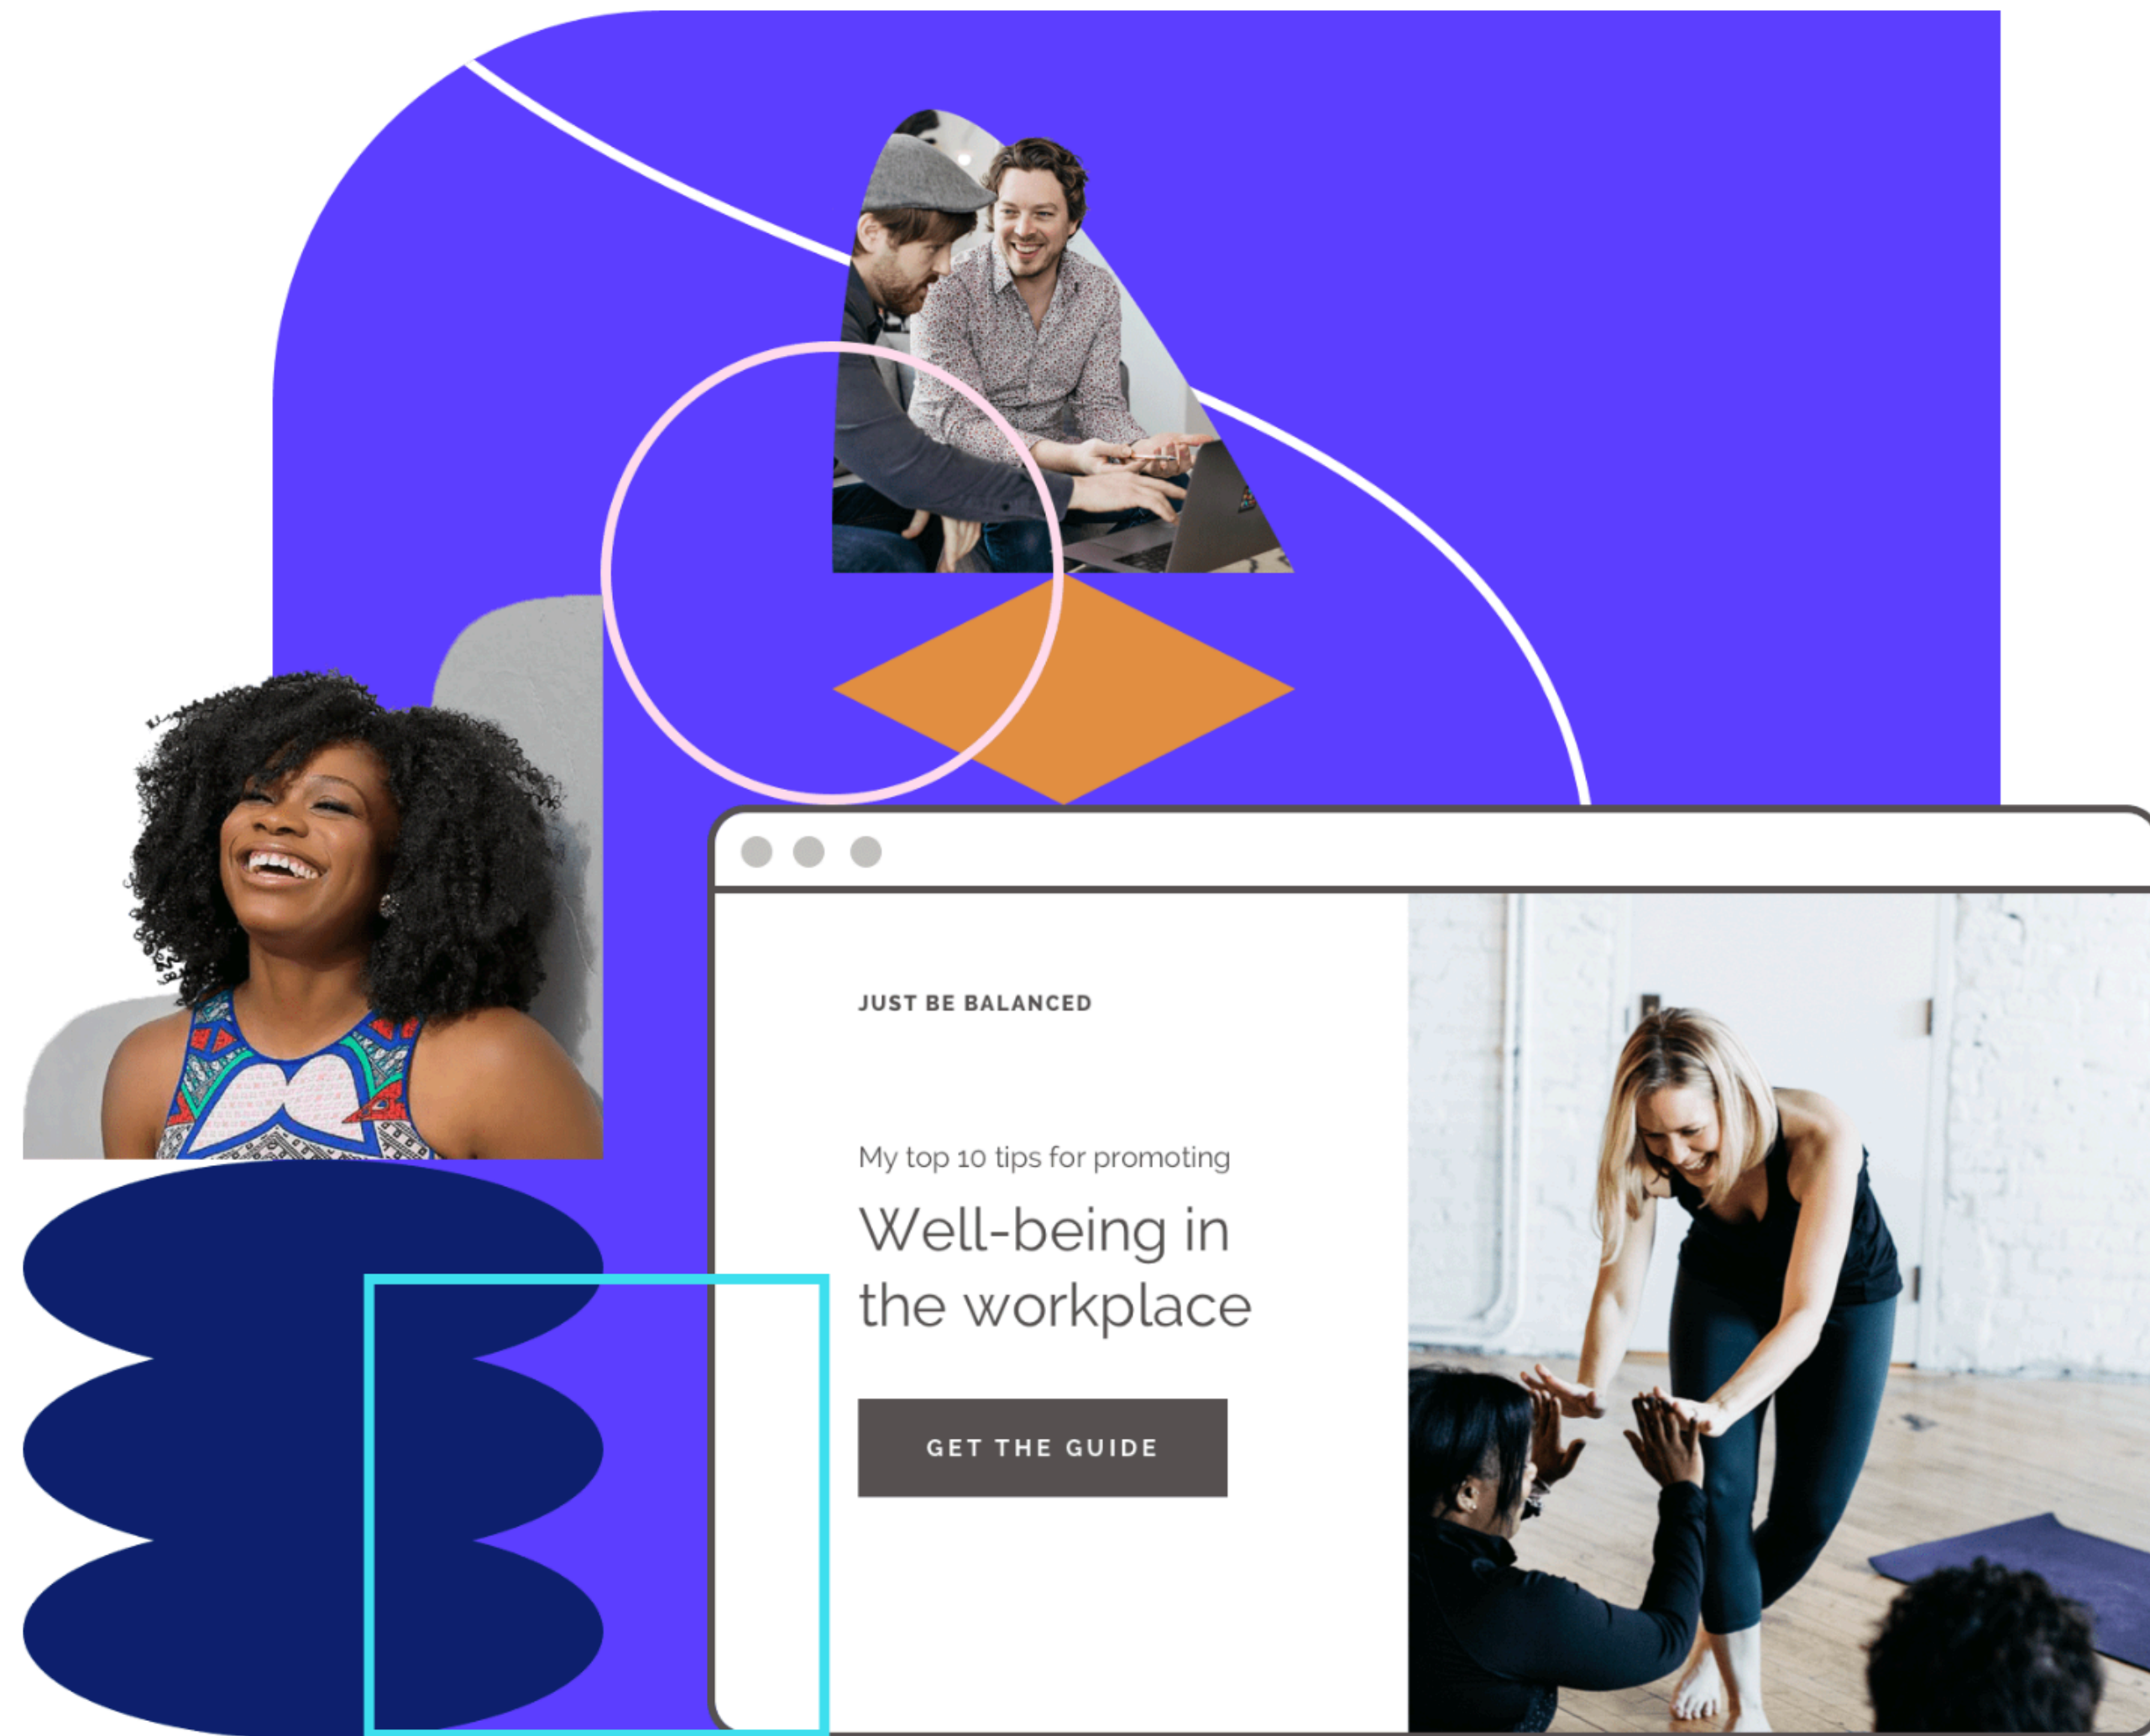 JUST BE BALANCED
My top 10 tips for promoting
Well-being in
the workplace
GET THE GUIDE